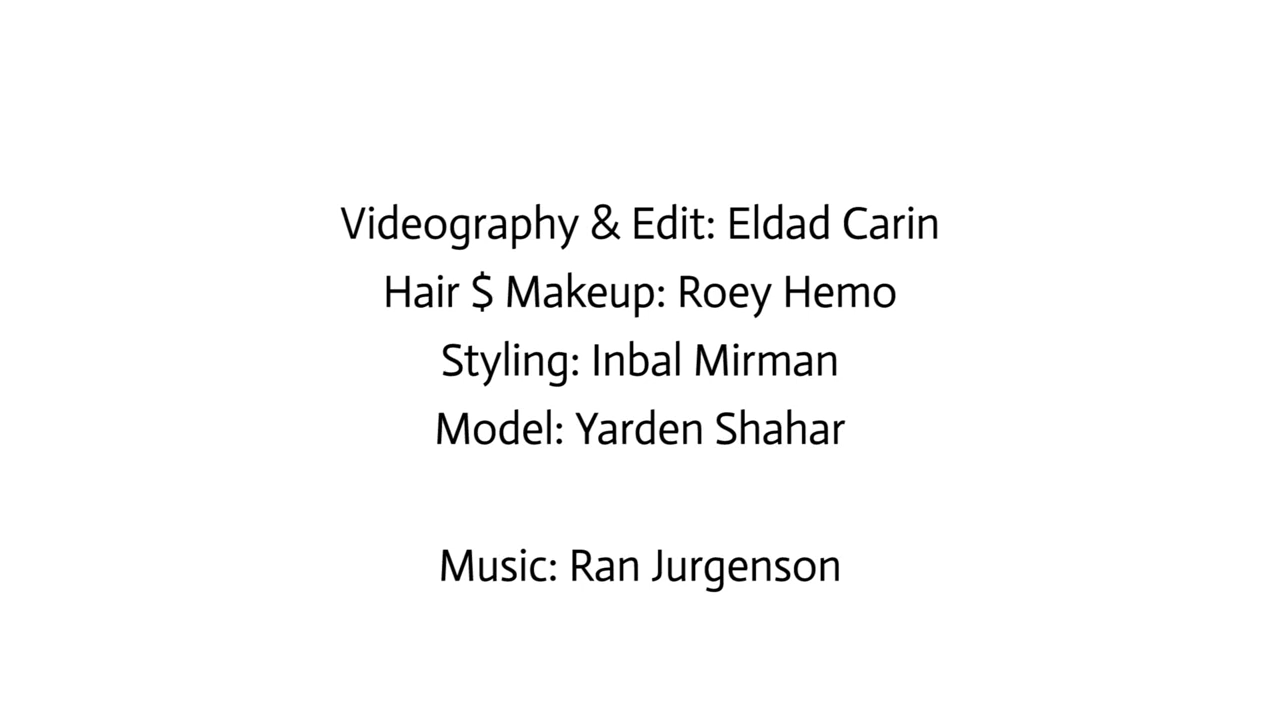 Videography & Edit: Eldad Carin
Hair $ Makeup: Roey Hemo
Styling: Inbal Mirman
Model: Yarden Shahar
Music: Ran Jurgenson